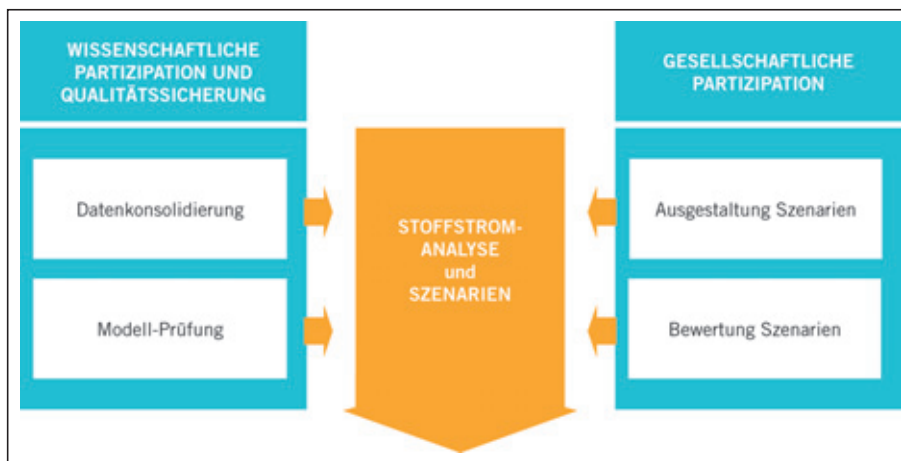 WISSENSCHAFTLICHE
PARTIZIPATION UND
QUALITÄTSSICHERUNG
Datenkonsolidierung
Modell-Prüfung
STOFFSTROM-
ANALYSE
und
SZENARIEN
GESELLSCHAFTLICHE
PARTIZIPATION
Ausgestaltung Szenarien
Bewertung Szenarien